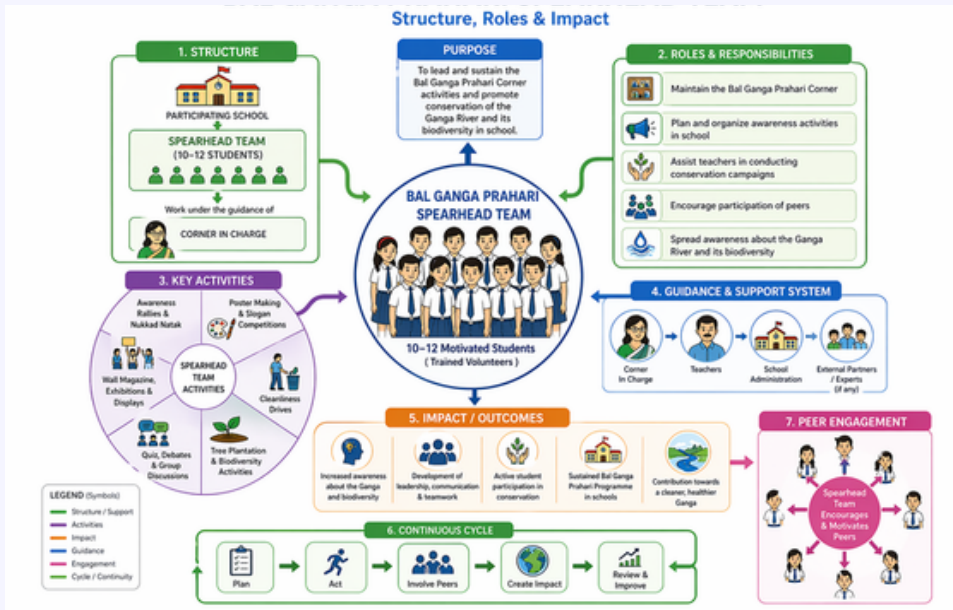 Structure, Roles & Impact
1. STRUCTURE
PARTICIPATING SCHOOL
SPEARHEAD TEAM
(10–12 STUDENTS)
Work under the guidance of
CORNER IN CHARGE
PURPOSE
To lead and sustain the
Bal Ganga Prahari Corner
activities and promote
conservation of the
Ganga River and its
biodiversity in school.
2. ROLES & RESPONSIBILITIES
Maintain the Bal Ganga Prahari Corner
Plan and organize awareness activities
in school
Assist teachers in conducting
conservation campaigns
Encourage participation of peers
Spread awareness about the Ganga
River and its biodiversity
BAL GANGA PRAHARI
SPEARHEAD TEAM
10–12 Motivated Students
( Trained Volunteers )
3. KEY ACTIVITIES
Awareness
Rallies &
Nukkad Natak
Poster Making
& Slogan
Competitions
Wall Magazine,
Exhibitions &
Displays
SPEARHEAD
TEAM
ACTIVITIES
Cleanliness
Drives
Quiz, Debates
& Group
Discussions
Tree Plantation
& Biodiversity
Activities
4. GUIDANCE & SUPPORT SYSTEM
Corner
In Charge
Teachers
School
Administration
External Partners
/ Experts
(if any)
5. IMPACT / OUTCOMES
Increased awareness
about the Ganga
and biodiversity
Development of
leadership, communication
& teamwork
Active student
participation in
conservation
Sustained Bal Ganga
Prahari Programme
in schools
Contribution towards
a cleaner, healthier
Ganga
7. PEER ENGAGEMENT
Spearhead
Team
Encourages
& Motivates
Peers
LEGEND (Symbols)
Structure / Support
Activities
Impact
Guidance
Engagement
Cycle / Continuity
6. CONTINUOUS CYCLE
Plan
Act
Involve Peers
Create Impact
Review &
Improve